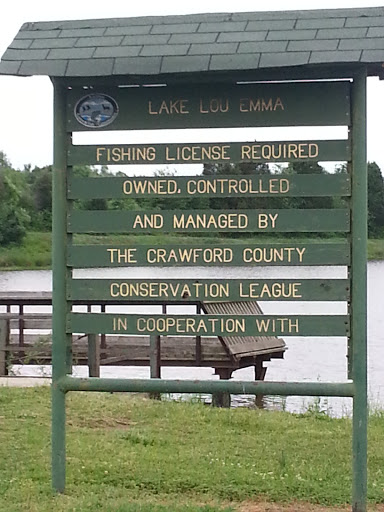 LAKE LOU EMMA
FISHING LICENSE REQUIRED
OWNED, CONTROLLED
AND MANAGED BY
THE CRAWFORD COUNTY
CONSERVATION LEAGUE
IN COOPERATION WITH